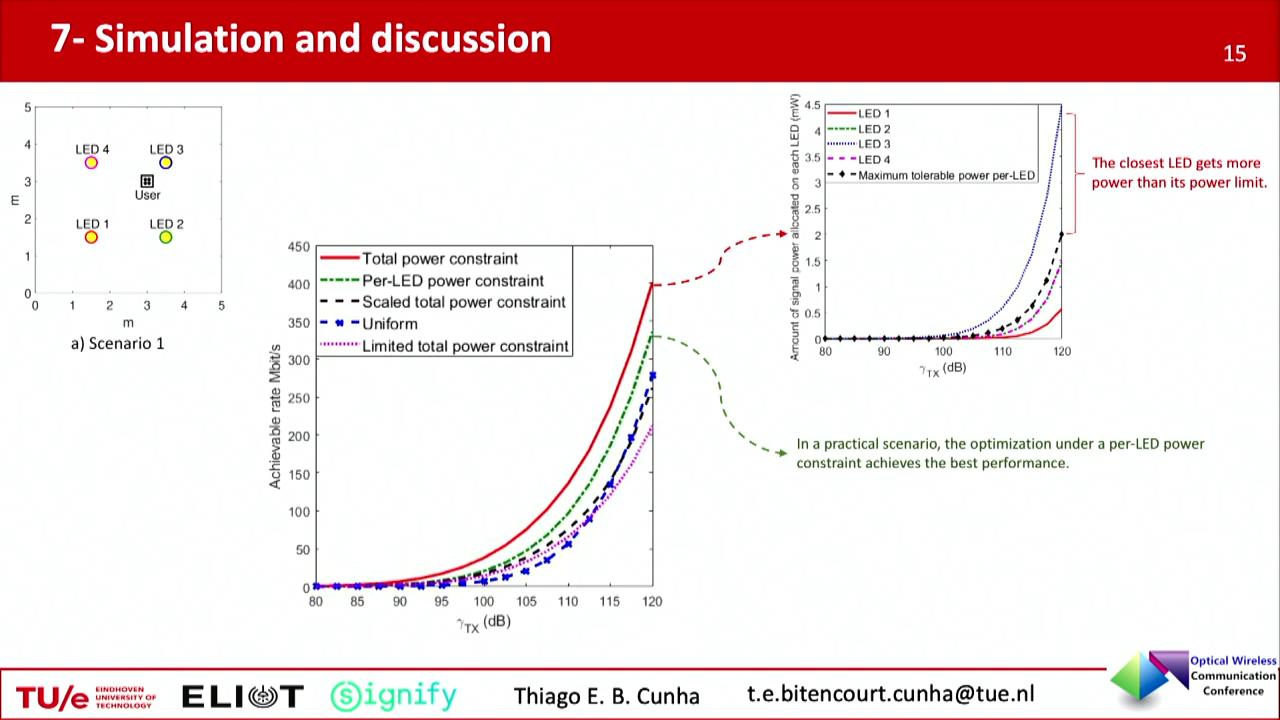 7- Simulation and discussion
15
5
4
3
2
1
0
m
LED 4
LED 3
User
LED 1
LED 2
0 1 2 3 4 5
m
a) Scenario 1
450
400
350
300
250
200
150
100
50
0
Achievable rate Mbit/s
Total power constraint
Per-LED power constraint
Scaled total power constraint
Uniform
Limited total power constraint
80 85 90 95 100 105 110 115 120
γTX (dB)
4.5
4
3.5
3
2.5
2
1.5
1
0.5
0
Amount of signal power allocated on each LED (mW)
LED 1
LED 2
LED 3
LED 4
Maximum tolerable power per-LED
80 90 100 110 120
γTX (dB)
The closest LED gets more
power than its power limit.
In a practical scenario, the optimization under a per-LED power
constraint achieves the best performance.
TU/e EINDHOVEN
UNIVERSITY OF
TECHNOLOGY
ELIOT
Signify
Thiago E. B. Cunha
t.e.bitencourt.cunha@tue.nl
Optical Wireless
Communication
Conference